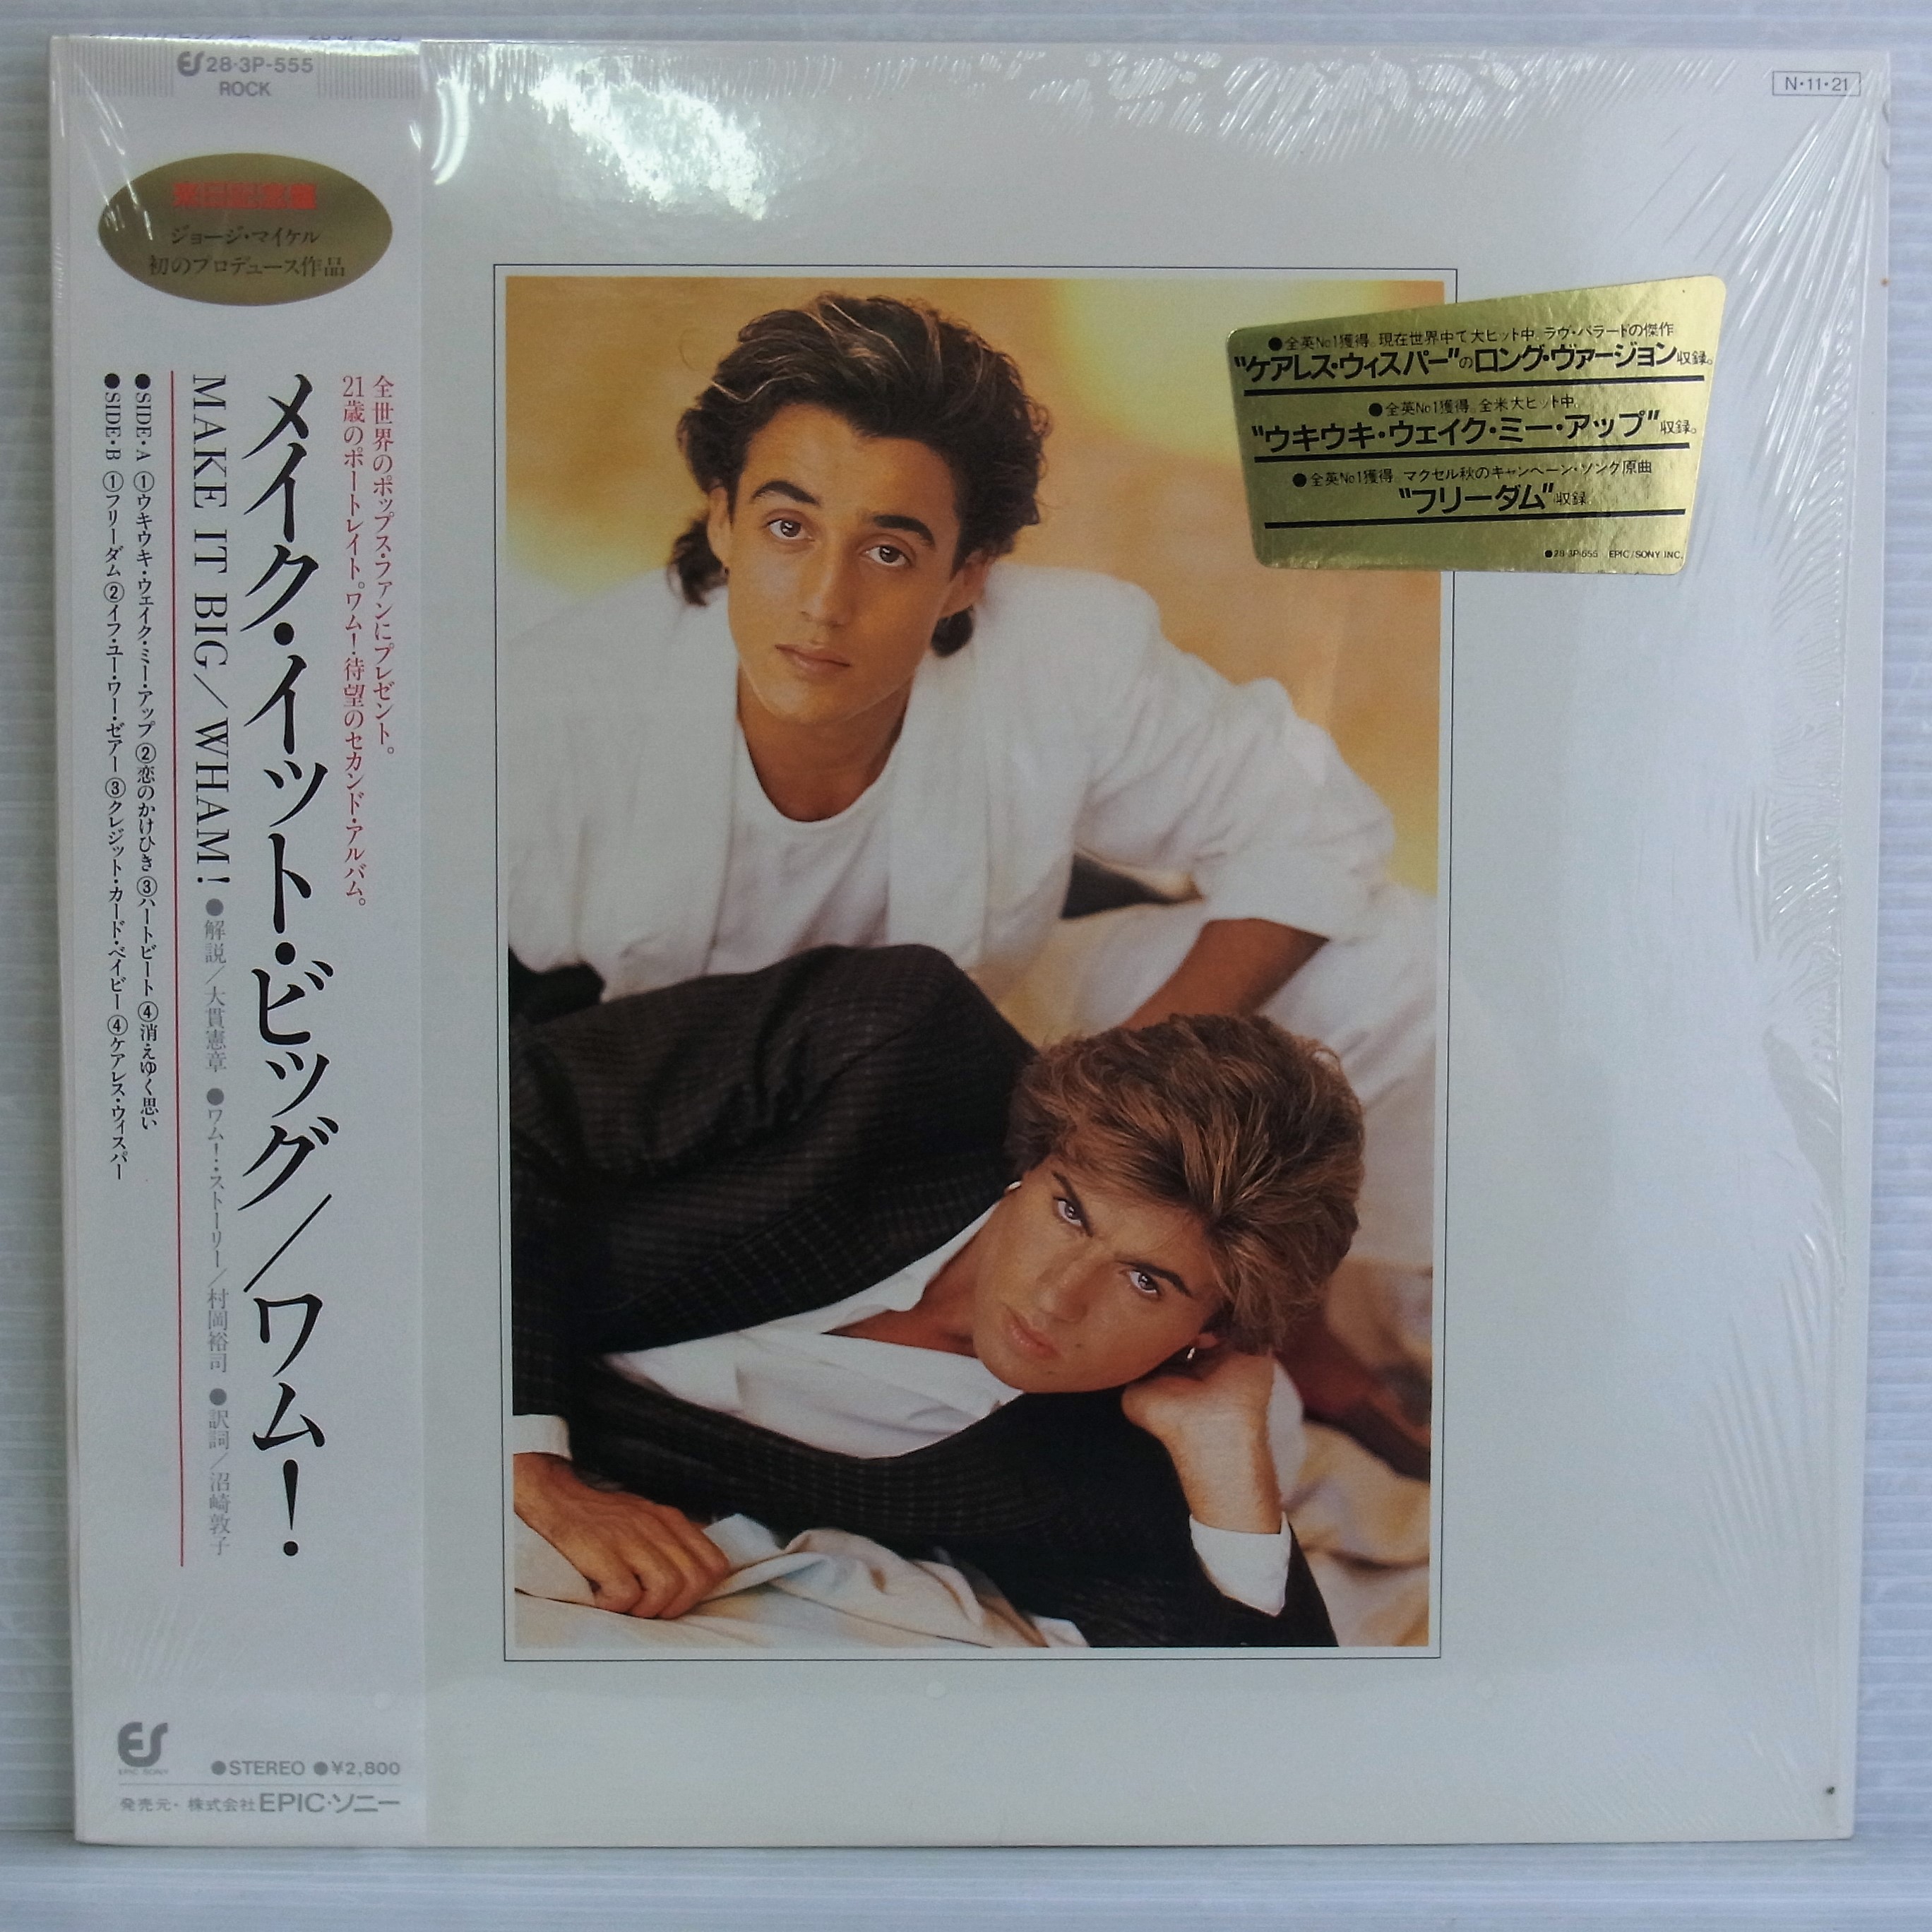 28・3P-555
ROCK
N・11・21
来日記念盤
ジョージ・マイケル
初のプロデュース作品
全世界のポップス・ファンにプレゼント。
21歳のポートレイト。ワム!待望のセカンド・アルバム。
メイク・イット・ビッグ/ワム!
MAKE IT BIG/WHAM! ●解説/大貫憲章 ●ワム!・ストーリー/村岡裕司 ●訳詞/沼崎敦子
●SIDE・A ①ウキウキ・ウェイク・ミー・アップ ②恋のかけひき ③ハートビート ④消えゆく思い
●SIDE・B ①フリーダム ②イフ・ユー・ワー・ゼアー ③クレジット・カード・ベイビー ④ケアレス・ウィスパー
●全英No1獲得。現在世界中で大ヒット中。ラヴ・バラードの傑作
"ケアレス・ウィスパー"のロング・ヴァージョン収録。
●全英No1獲得。全米大ヒット中。
"ウキウキ・ウェイク・ミー・アップ"収録。
●全英No1獲得。マクセル秋のキャンペーン・ソング原曲
"フリーダム"収録
●28・3P-555 EPIC/SONY INC.
ES
EPIC SONY
●STEREO ●¥2,800
発売元・株式会社EPIC・ソニー